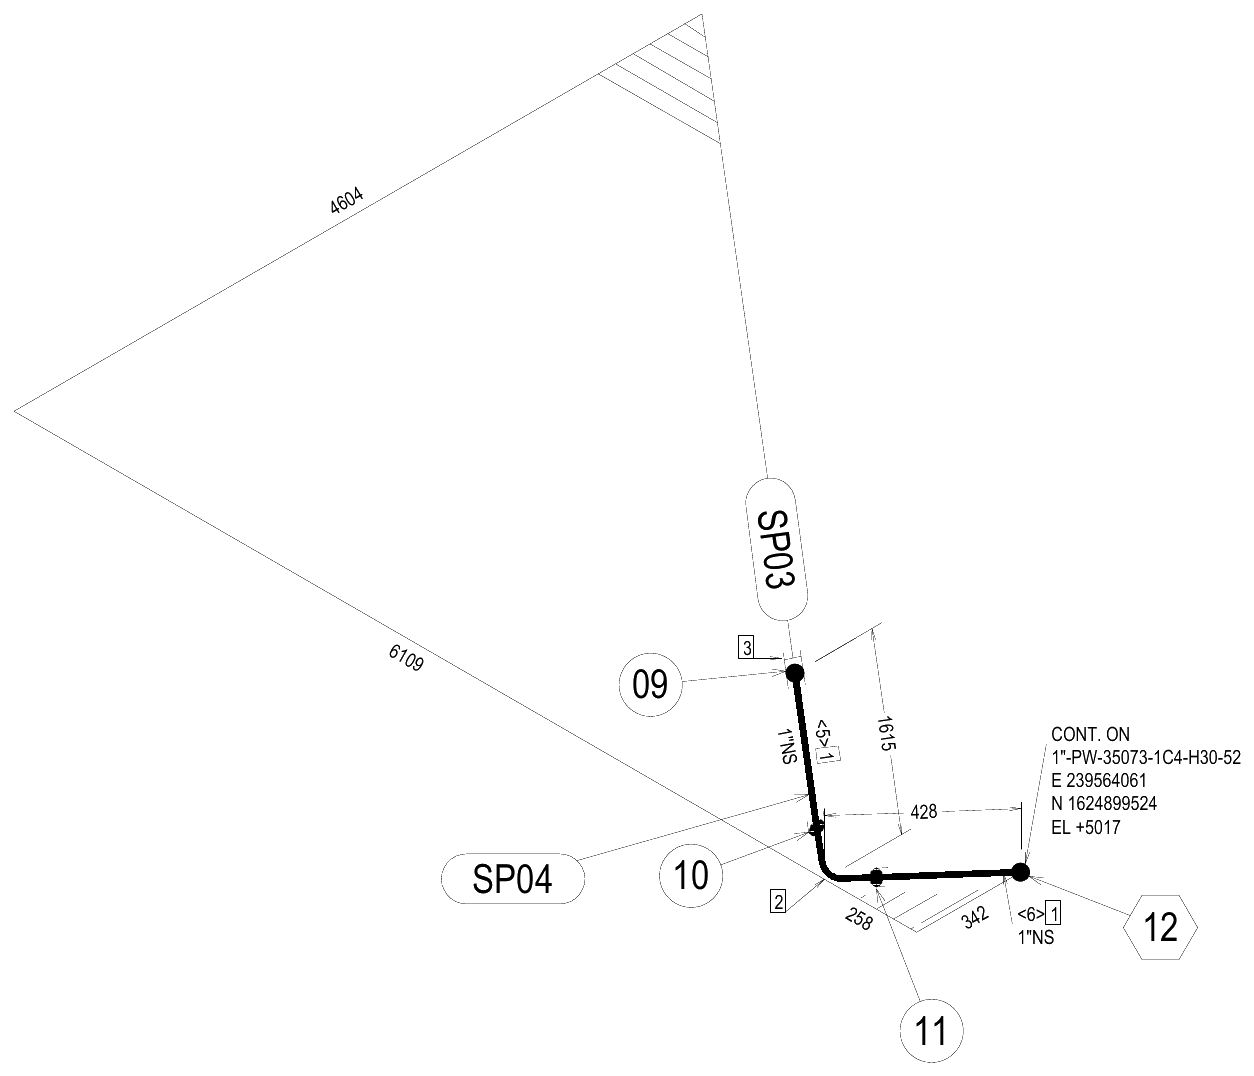 4604
SP03
6109
3
09
<5> 1
1"NS
1615
CONT. ON
1"-PW-35073-1C4-H30-52
E 239564061
N 1624899524
EL +5017
428
SP04
10
2
258
342
<6> 1
1"NS
12
11